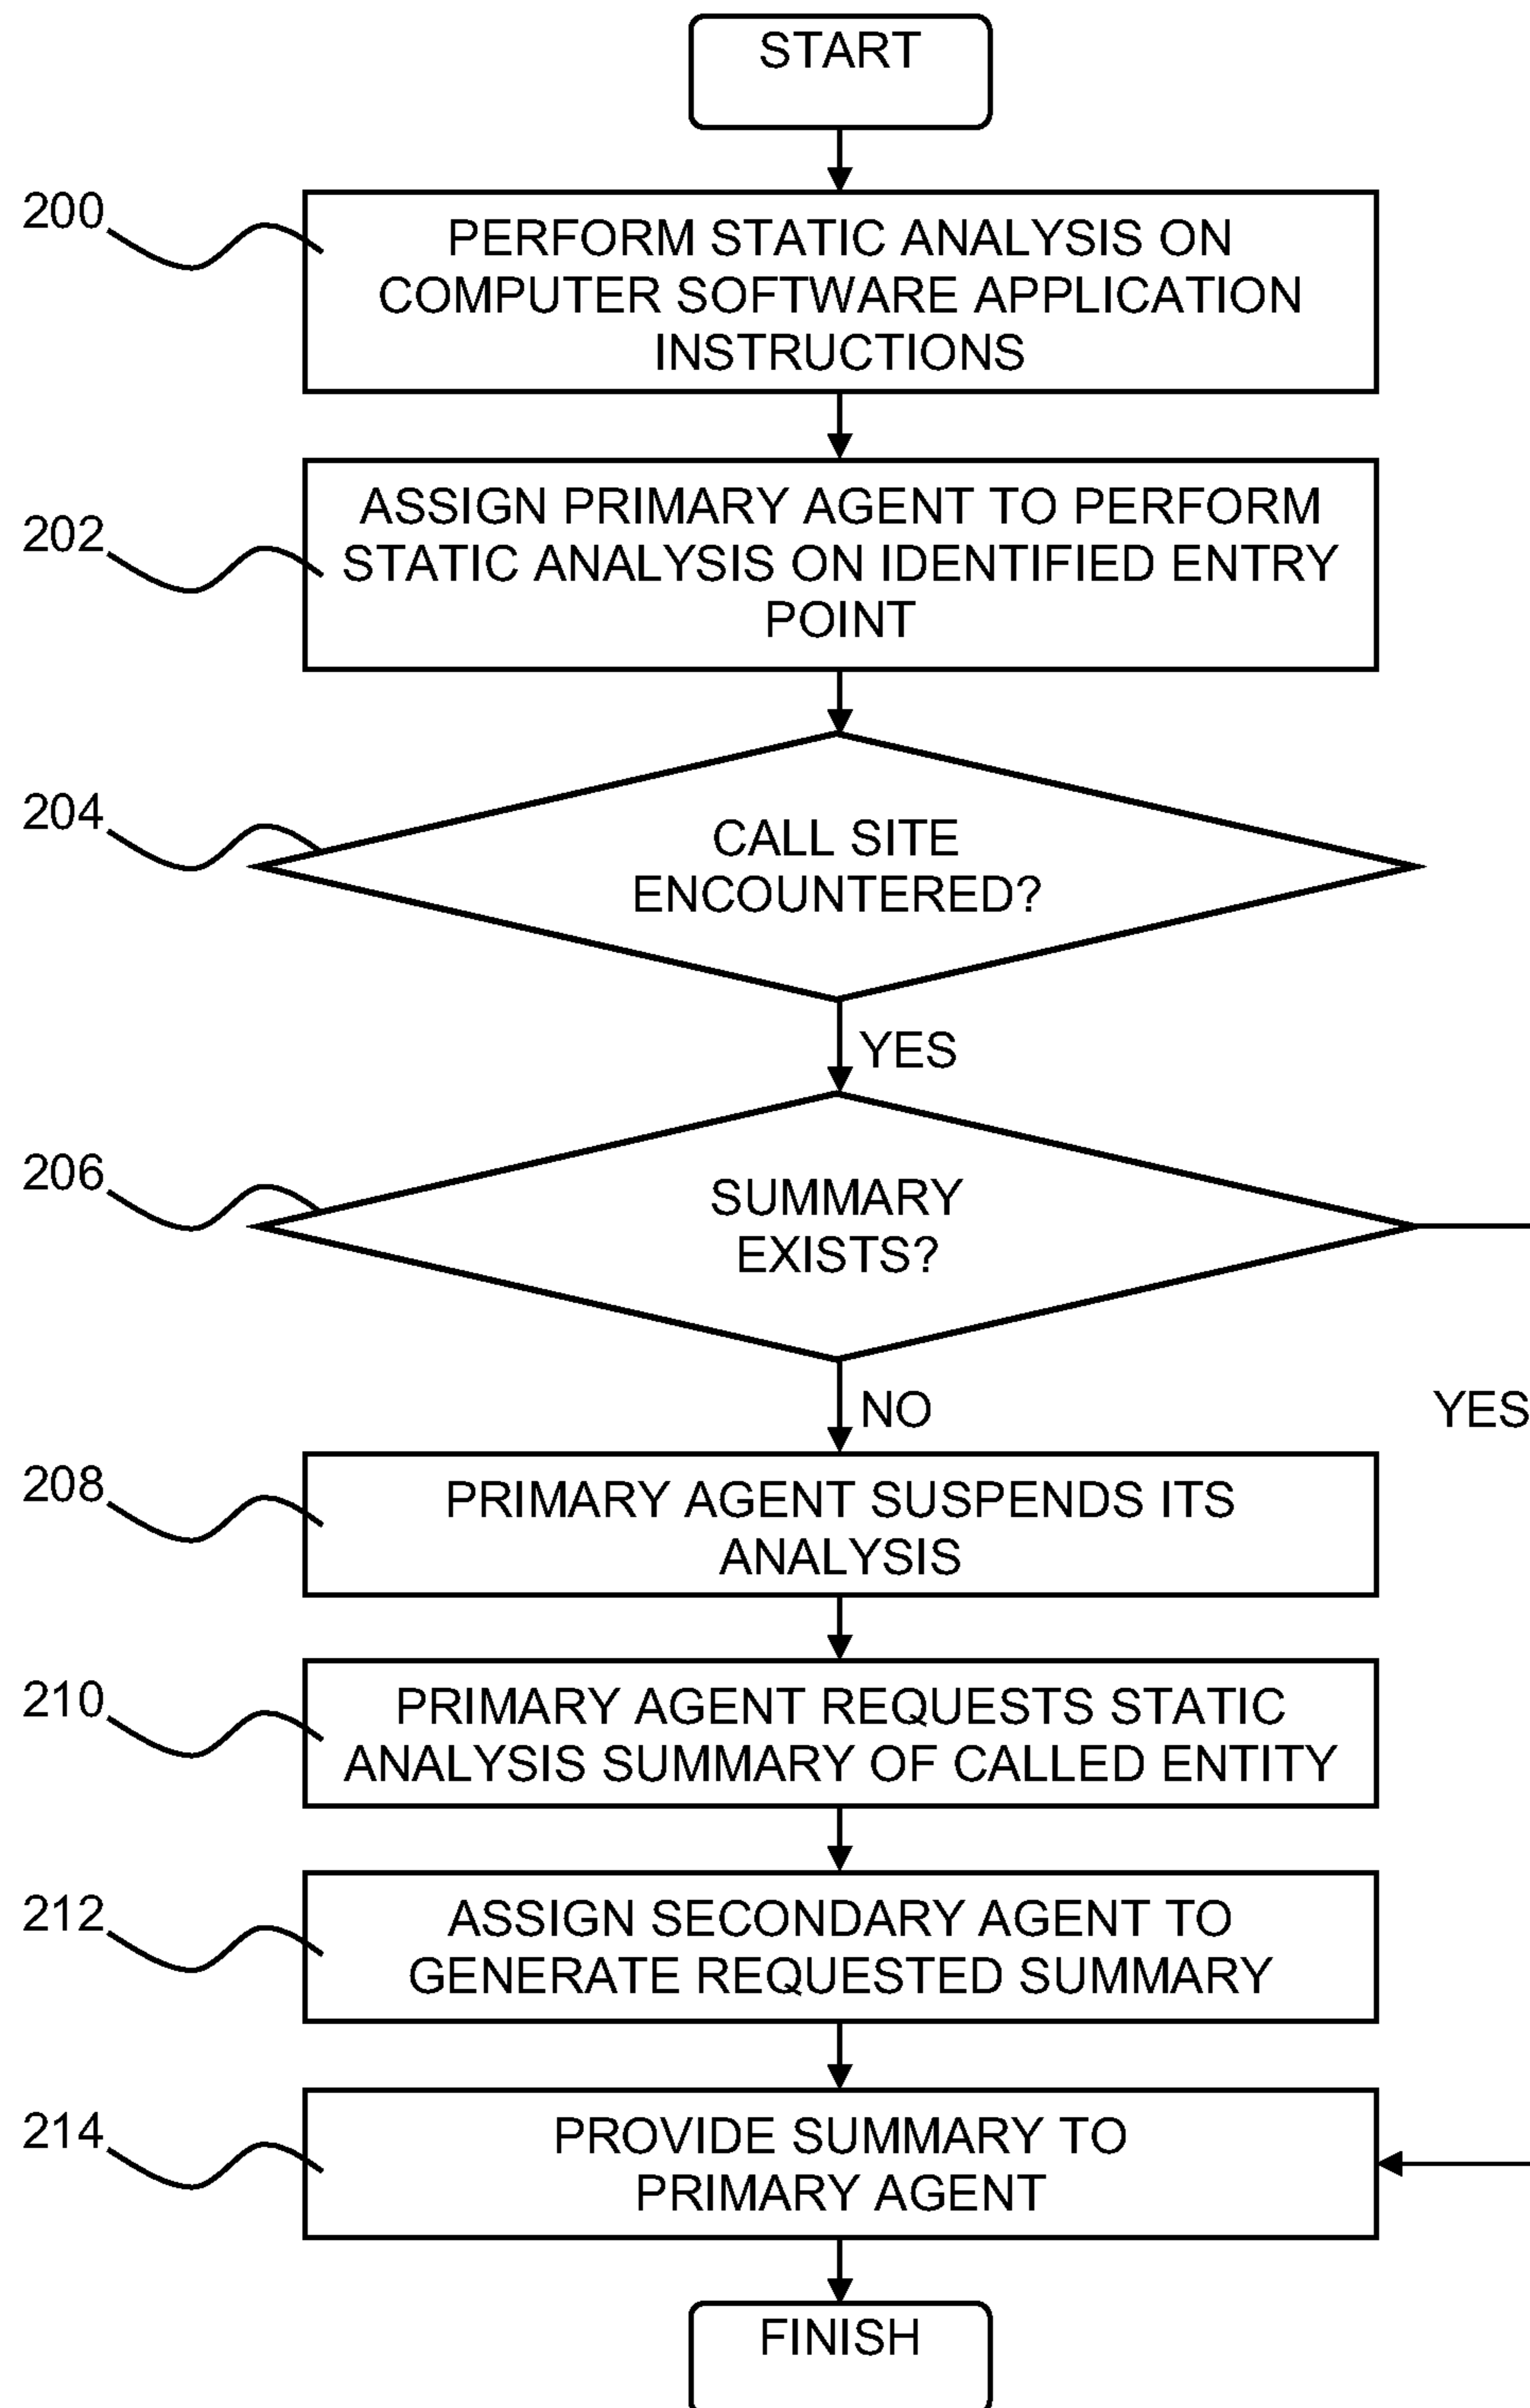 START
200
PERFORM STATIC ANALYSIS ON
COMPUTER SOFTWARE APPLICATION
INSTRUCTIONS
202
ASSIGN PRIMARY AGENT TO PERFORM
STATIC ANALYSIS ON IDENTIFIED ENTRY
POINT
204
CALL SITE
ENCOUNTERED?
YES
206
SUMMARY
EXISTS?
NO
YES
208
PRIMARY AGENT SUSPENDS ITS
ANALYSIS
210
PRIMARY AGENT REQUESTS STATIC
ANALYSIS SUMMARY OF CALLED ENTITY
212
ASSIGN SECONDARY AGENT TO
GENERATE REQUESTED SUMMARY
214
PROVIDE SUMMARY TO
PRIMARY AGENT
FINISH